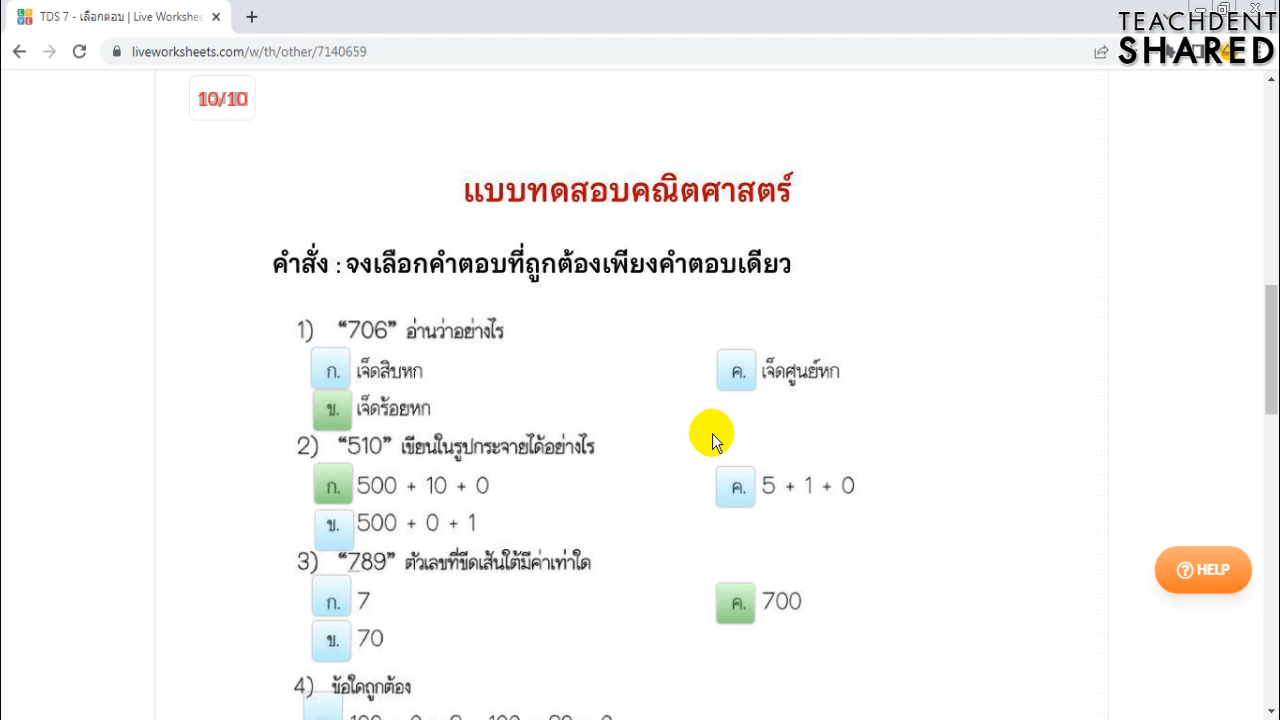 TDS 7 - เลือกตอบ | Live Workshe
liveworksheets.com/w/th/other/7140659
TEACHDENT
SHARED
10/10
แบบทดสอบคณิตศาสตร์
คำสั่ง : จงเลือกคำตอบที่ถูกต้องเพียงคำตอบเดียว
1) “706” อ่านว่าอย่างไร
ก. เจ็ดสิบหก
ค. เจ็ดศูนย์หก
ข. เจ็ดร้อยหก
2) “510” เขียนในรูปกระจายได้อย่างไร
ก. 500 + 10 + 0
ค. 5 + 1 + 0
ข. 500 + 0 + 1
3) “789” ตัวเลขที่ขีดเส้นใต้มีค่าเท่าใด
ก. 7
ค. 700
ข. 70
HELP
4) ข้อใดถูกต้อง